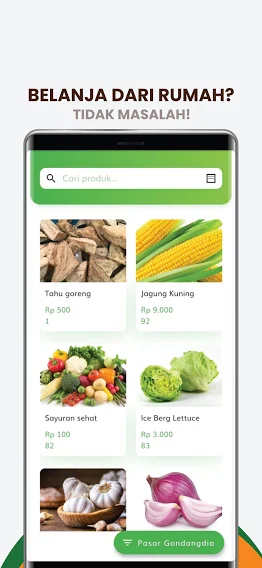 BELANJA DARI RUMAH?
TIDAK MASALAH!
Cari produk...
Tahu goreng
Jagung Kuning
Rp 500
Rp 9.000
1
92
Sayuran sehat
Ice Berg Lettuce
Rp 100
Rp 3.000
82
83
Pasar Gondangdia